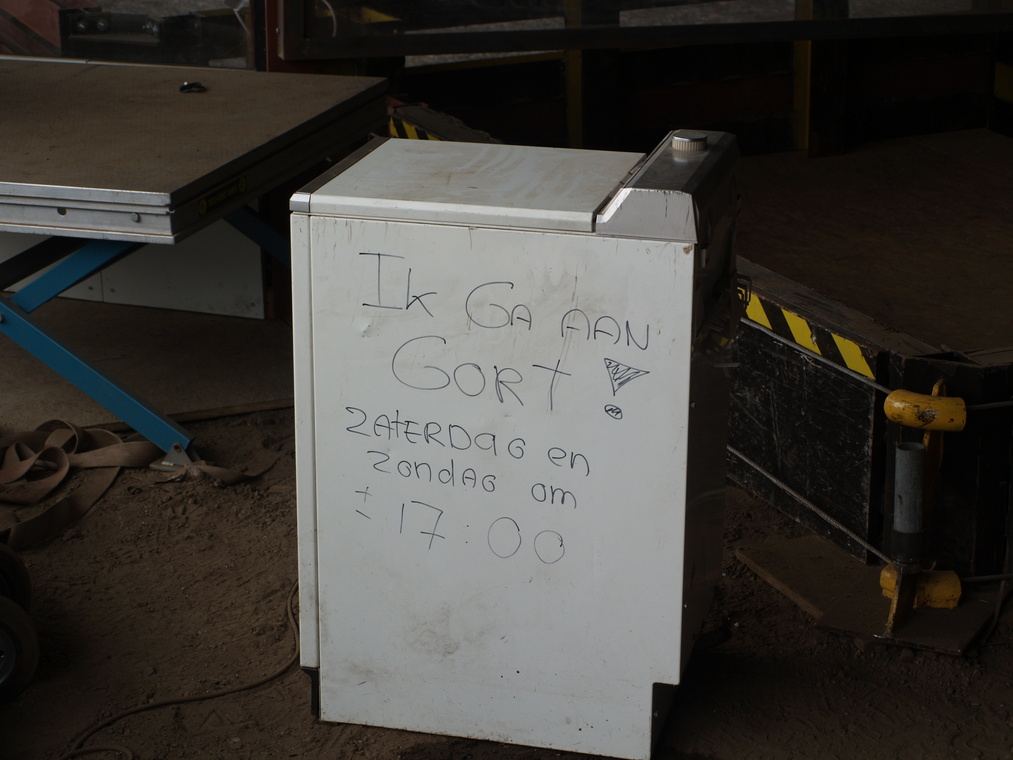 Ik GA AAN
GORT!
ZATERDAG en
ZondAG om
± 17:00